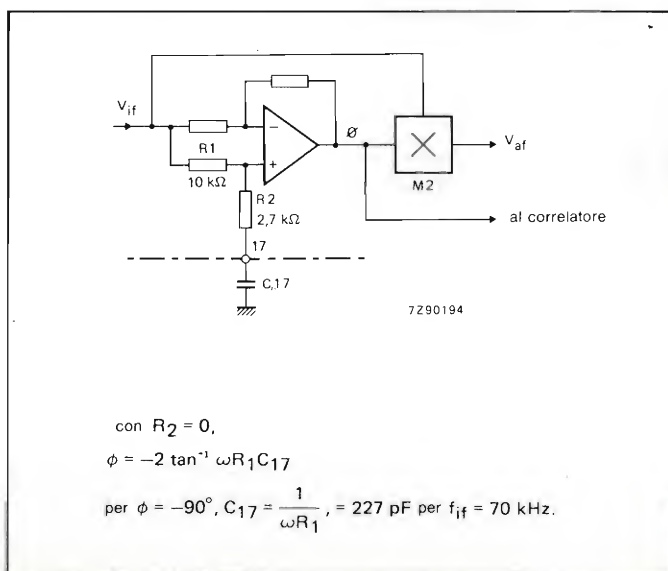 V_if
R1
10 kΩ
−
+
ø
M2
V_af
R2
2,7 kΩ
al correlatore
17
C17
7Z90194
con R₂ = 0,
ϕ = −2 tan⁻¹ ωR₁C₁₇
per ϕ = −90°, C₁₇ = 1/ωR₁, = 227 pF per f_if = 70 kHz.